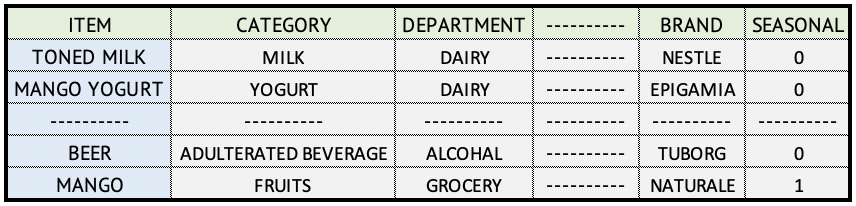 ITEM CATEGORY DEPARTMENT ---------- BRAND SEASONAL
TONED MILK MILK DAIRY ---------- NESTLE 0
MANGO YOGURT YOGURT DAIRY ---------- EPIGAMIA 0
---------- ---------- ---------- ---------- ---------- ----------
BEER ADULTERATED BEVERAGE ALCOHAL ---------- TUBORG 0
MANGO FRUITS GROCERY ---------- NATURALE 1